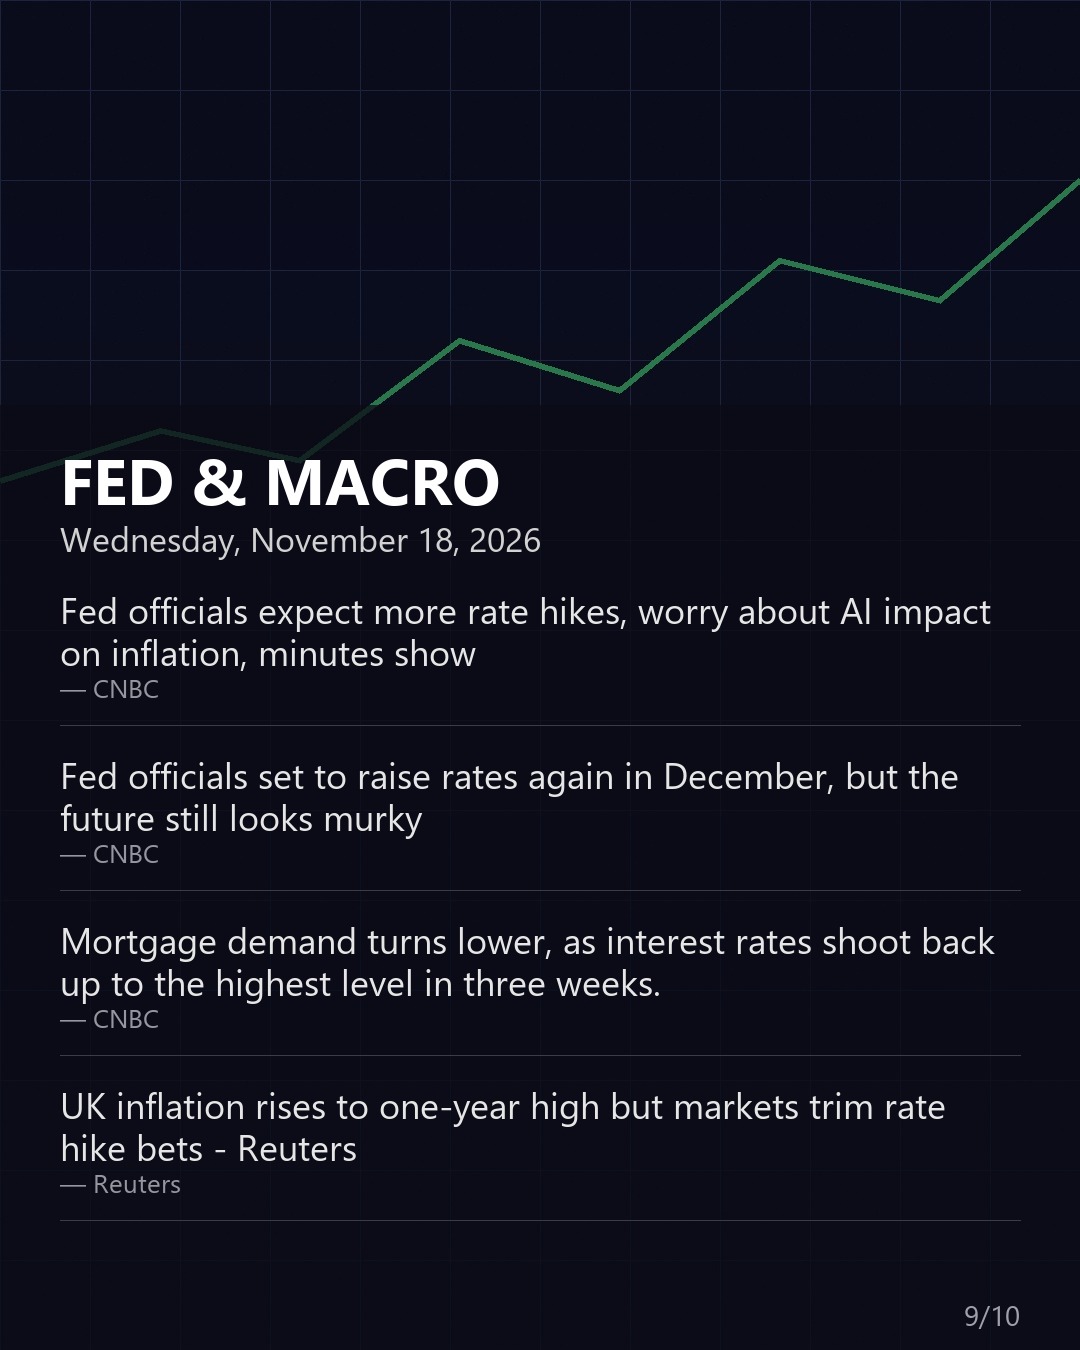 FED & MACRO
Wednesday, November 18, 2026
Fed officials expect more rate hikes, worry about AI impact
on inflation, minutes show
— CNBC
Fed officials set to raise rates again in December, but the
future still looks murky
— CNBC
Mortgage demand turns lower, as interest rates shoot back
up to the highest level in three weeks.
— CNBC
UK inflation rises to one-year high but markets trim rate
hike bets - Reuters
— Reuters
9/10